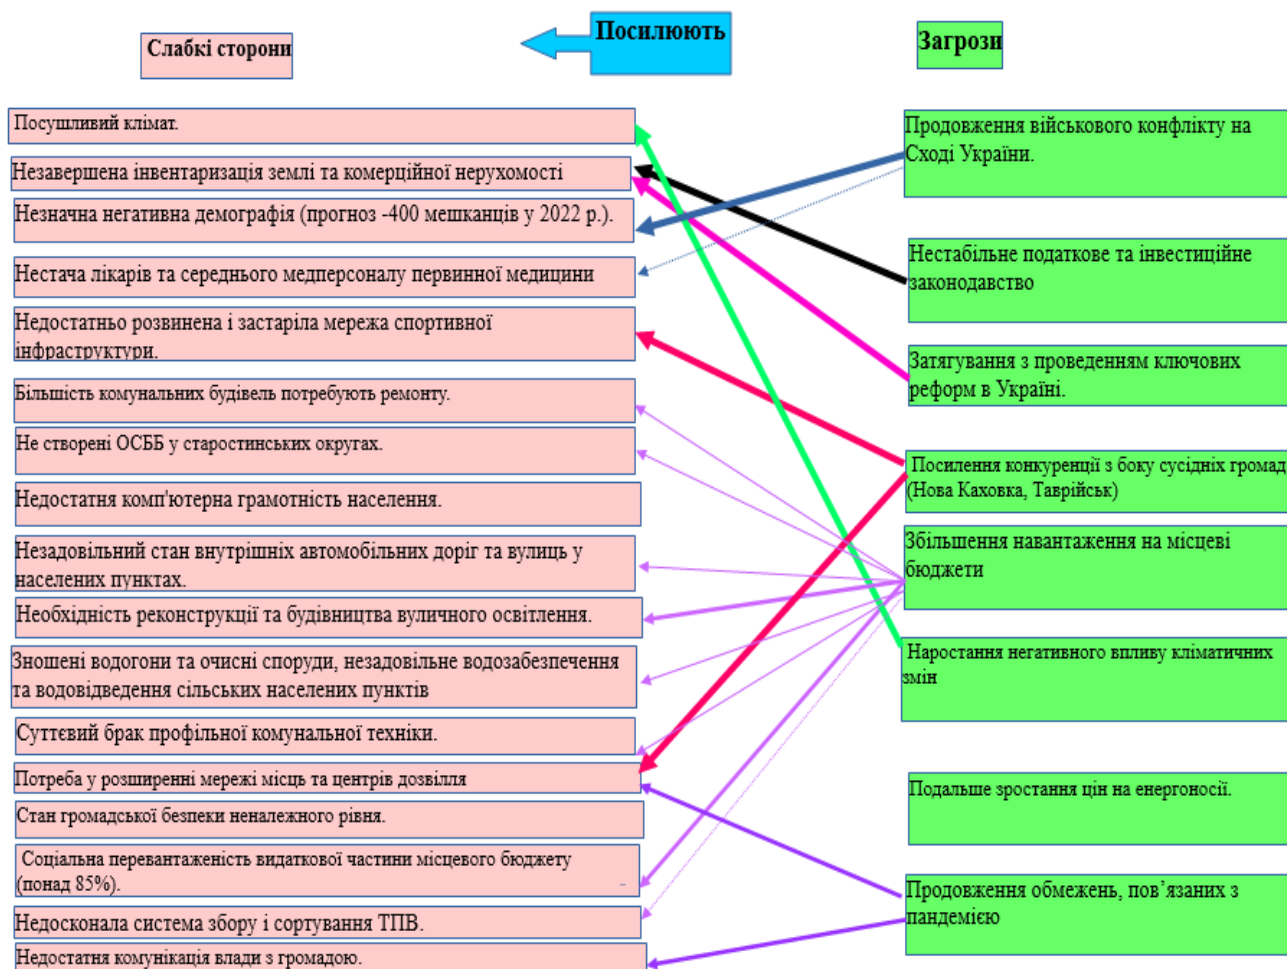 Слабкі сторони
Посилюють
Загрози
Посушливий клімат.
Незавершена інвентаризація землі та комерційної нерухомості
Незначна негативна демографія (прогноз -400 мешканців у 2022 р.).
Нестача лікарів та середнього медперсоналу первинної медицини
Недостатньо розвинена і застаріла мережа спортивної
інфраструктури.
Більшість комунальних будівель потребують ремонту.
Не створені ОСББ у старостинських округах.
Недостатня комп'ютерна грамотність населення.
Незадовільний стан внутрішніх автомобільних доріг та вулиць у
населених пунктах.
Необхідність реконструкції та будівництва вуличного освітлення.
Зношені водогони та очисні споруди, незадовільне водозабезпечення
та водовідведення сільських населених пунктів
Суттєвий брак профільної комунальної техніки.
Потреба у розширенні мережі місць та центрів дозвілля
Стан громадської безпеки неналежного рівня.
Соціальна перевантаженість видаткової частини місцевого бюджету
(понад 85%). -
Недосконала система збору і сортування ТПВ.
Недостатня комунікація влади з громадою.
Продовження військового конфлікту на
Сході України.
Нестабільне податкове та інвестиційне
законодавство
Затягування з проведенням ключових
реформ в Україні.
Посилення конкуренції з боку сусідніх громад
(Нова Каховка, Таврійськ)
Збільшення навантаження на місцеві
бюджети
Наростання негативного впливу кліматичних
змін
Подальше зростання цін на енергоносії.
Продовження обмежень, пов’язаних з
пандемією